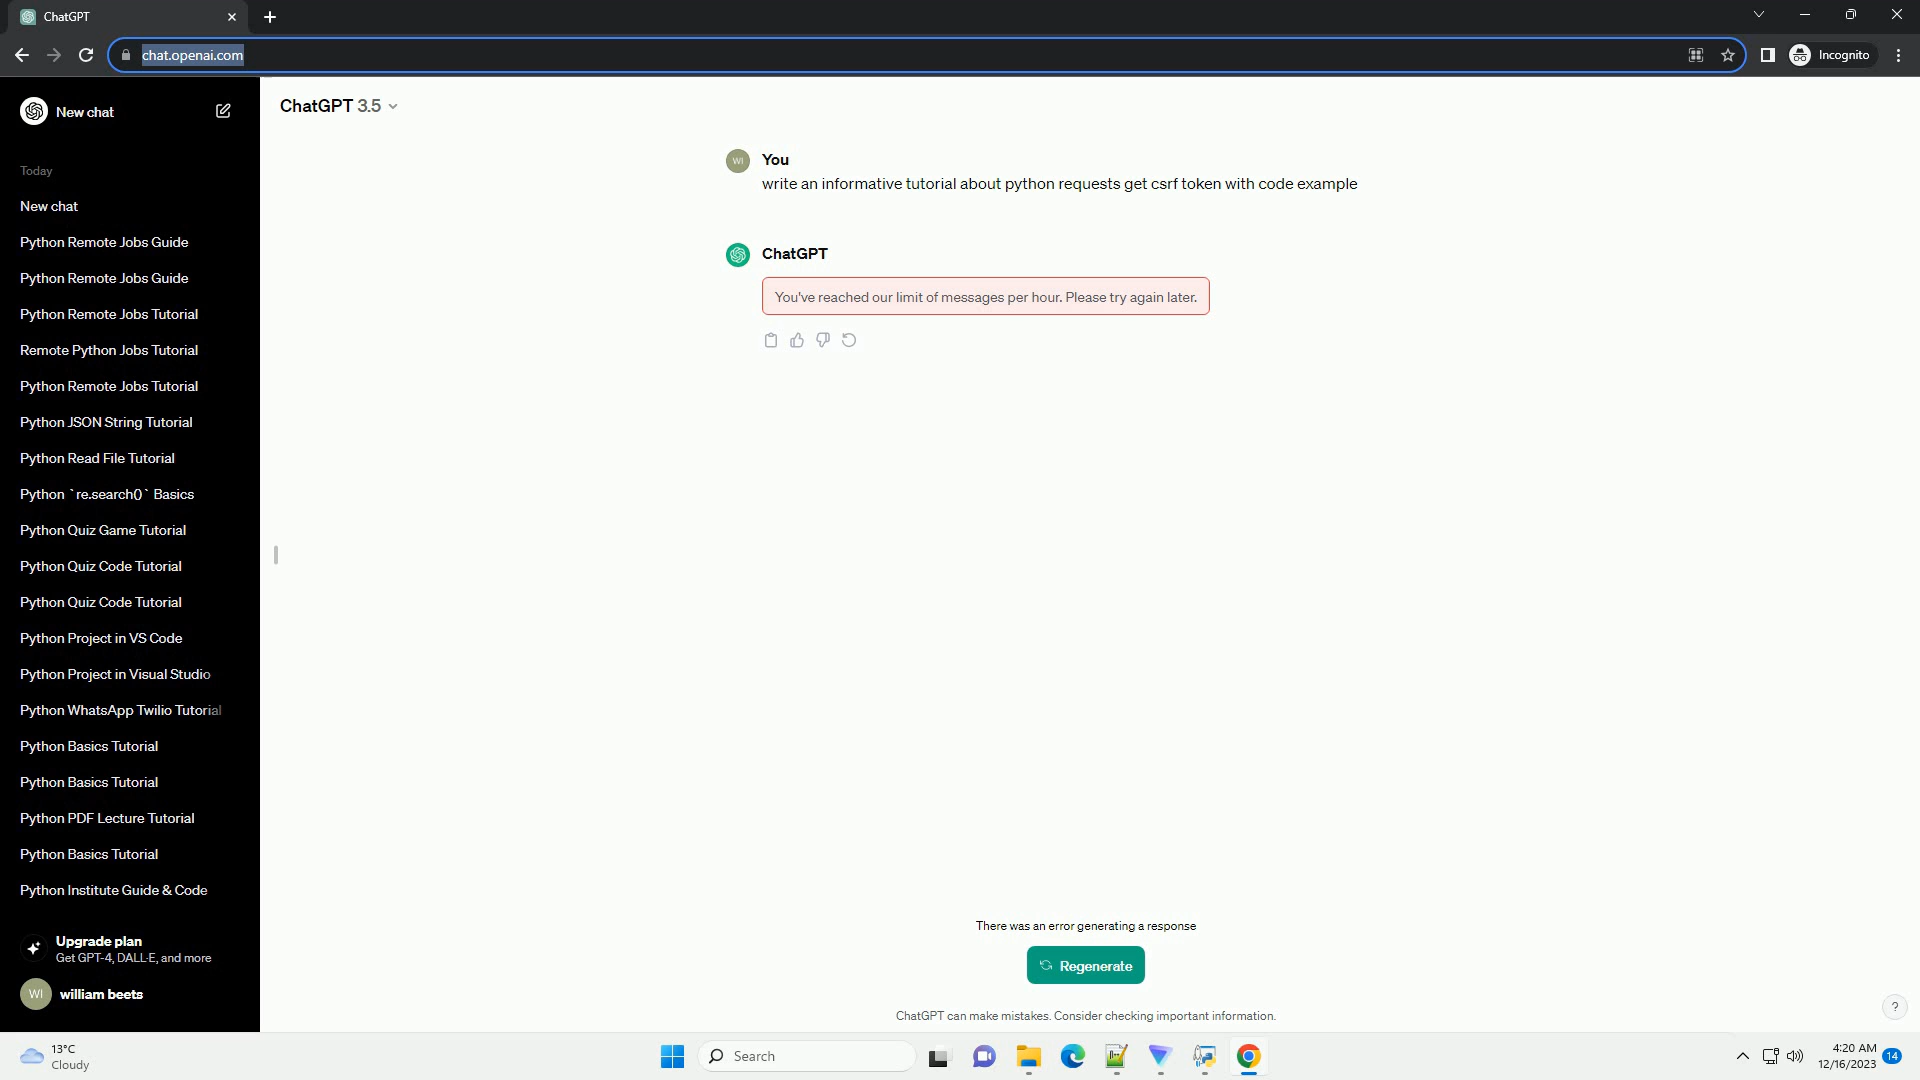 ChatGPT
chat.openai.com
Incognito
New chat
ChatGPT 3.5
Today
New chat
Python Remote Jobs Guide
Python Remote Jobs Guide
Python Remote Jobs Tutorial
Remote Python Jobs Tutorial
Python Remote Jobs Tutorial
Python JSON String Tutorial
Python Read File Tutorial
Python `re.search()` Basics
Python Quiz Game Tutorial
Python Quiz Code Tutorial
Python Quiz Code Tutorial
Python Project in VS Code
Python Project in Visual Studio
Python WhatsApp Twilio Tutorial
Python Basics Tutorial
Python Basics Tutorial
Python PDF Lecture Tutorial
Python Basics Tutorial
Python Institute Guide & Code
Upgrade plan
Get GPT-4, DALL·E, and more
WI
william beets
WI
You
write an informative tutorial about python requests get csrf token with code example
ChatGPT
You've reached our limit of messages per hour. Please try again later.
There was an error generating a response
Regenerate
ChatGPT can make mistakes. Consider checking important information.
?
13°C
Cloudy
Search
4:20 AM
12/16/2023
14